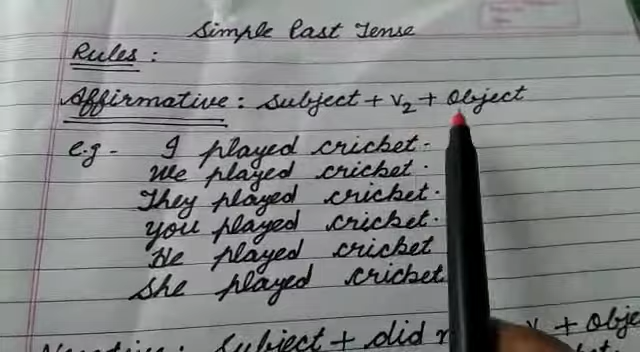 Simple Past Tense
Rules :
Affirmative : Subject + V2 + Object
e.g - I played cricket.
We played cricket.
They played cricket.
You played cricket.
He played cricket
She played cricket
Subject + did + Obje